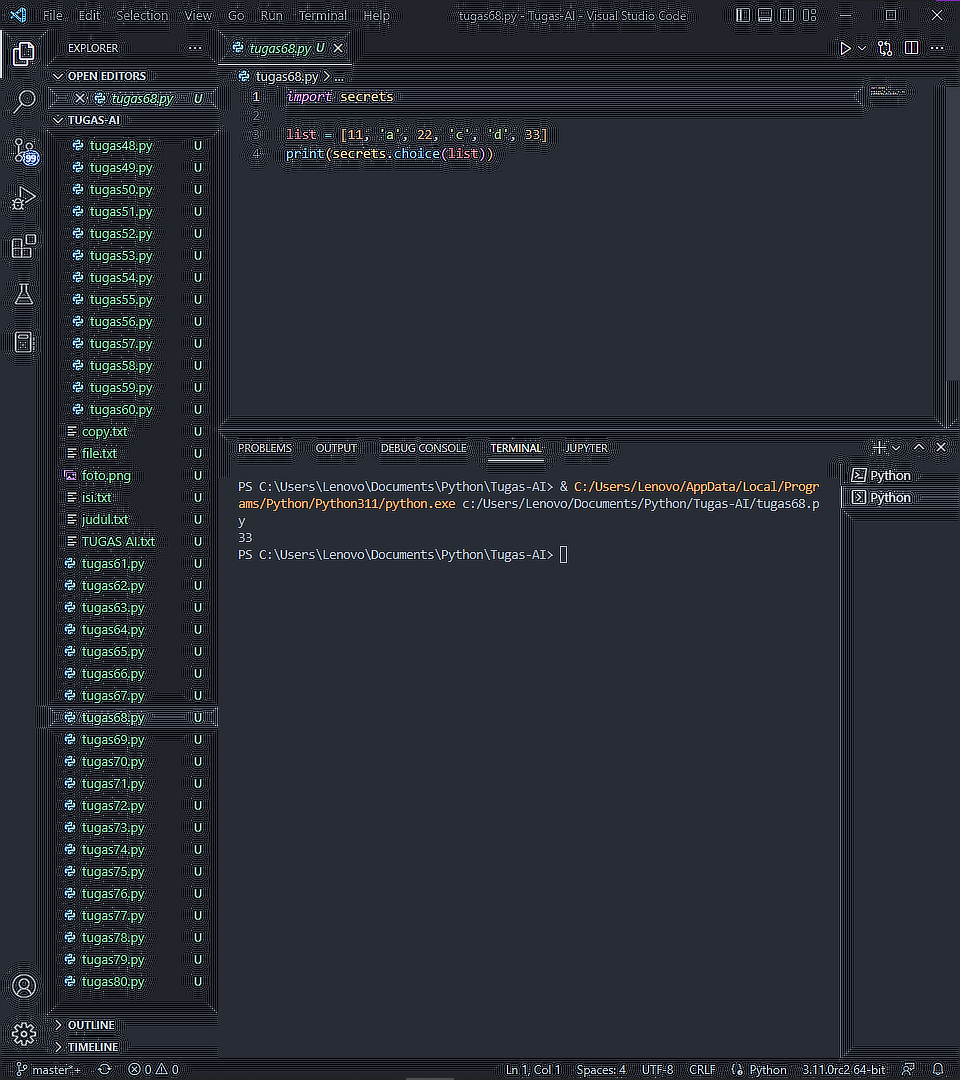 File Edit Selection View Go Run Terminal Help tugas68.py - Tugas-AI - Visual Studio Code
EXPLORER
OPEN EDITORS
tugas68.py U
TUGAS-AI
tugas48.py U
tugas49.py U
tugas50.py U
tugas51.py U
tugas52.py U
tugas53.py U
tugas54.py U
tugas55.py U
tugas56.py U
tugas57.py U
tugas58.py U
tugas59.py U
tugas60.py U
copy.txt U
file.txt U
foto.png U
isi.txt U
judul.txt U
TUGAS AI.txt U
tugas61.py U
tugas62.py U
tugas63.py U
tugas64.py U
tugas65.py U
tugas66.py U
tugas67.py U
tugas68.py U
tugas69.py U
tugas70.py U
tugas71.py U
tugas72.py U
tugas73.py U
tugas74.py U
tugas75.py U
tugas76.py U
tugas77.py U
tugas78.py U
tugas79.py U
tugas80.py U
OUTLINE
TIMELINE
99
tugas68.py U
tugas68.py > ...
1 import secrets
2
3 list = [11, 'a', 22, 'c', 'd', 33]
4 print(secrets.choice(list))
PROBLEMS OUTPUT DEBUG CONSOLE TERMINAL JUPYTER
PS C:\Users\Lenovo\Documents\Python\Tugas-AI> & C:/Users/Lenovo/AppData/Local/Progr
ams/Python/Python311/python.exe c:/Users/Lenovo/Documents/Python/Tugas-AI/tugas68.p
y
33
PS C:\Users\Lenovo\Documents\Python\Tugas-AI>
Python
Python
master*+ 0 0 Ln 1, Col 1 Spaces: 4 UTF-8 CRLF Python 3.11.0rc2 64-bit